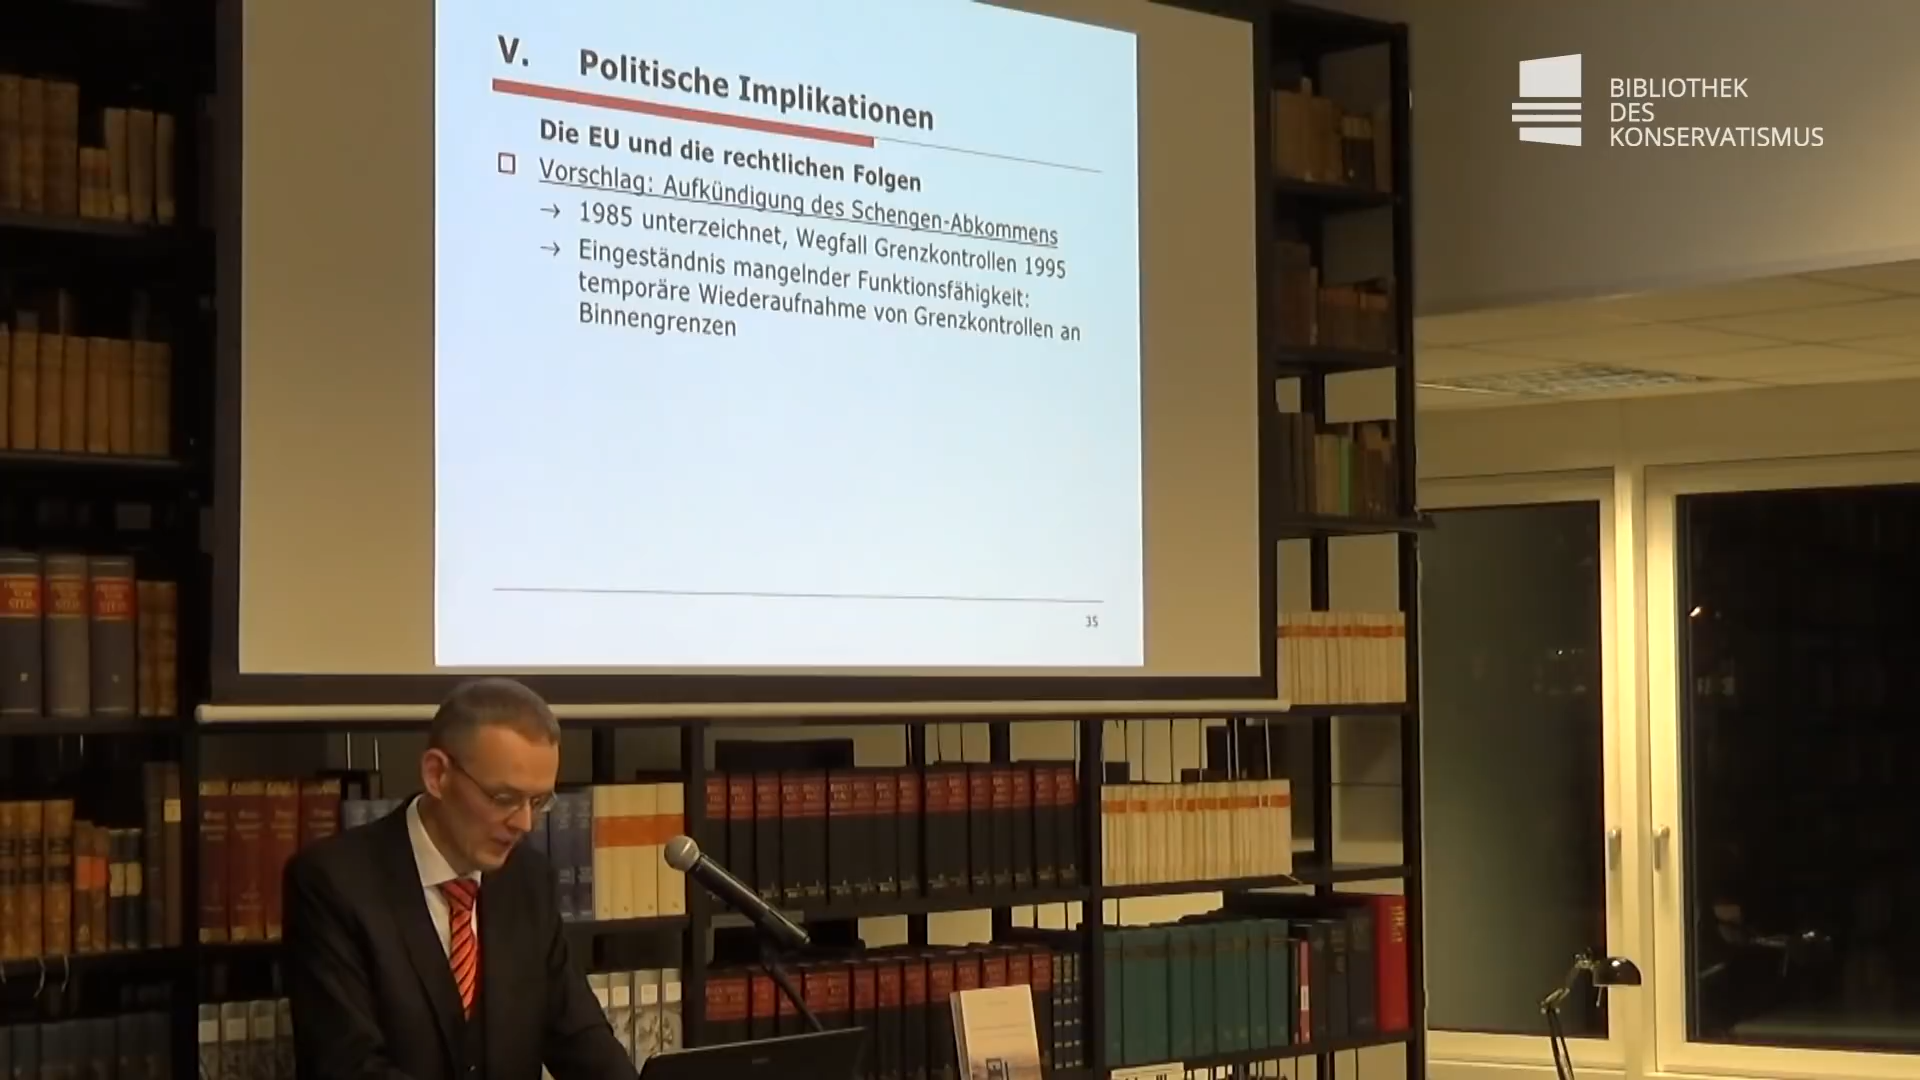 V. Politische Implikationen
Die EU und die rechtlichen Folgen
Vorschlag: Aufkündigung des Schengen-Abkommens
→ 1985 unterzeichnet, Wegfall Grenzkontrollen 1995
→ Eingeständnis mangelnder Funktionsfähigkeit:
temporäre Wiederaufnahme von Grenzkontrollen an
Binnengrenzen
35
BIBLIOTHEK
DES
KONSERVATISMUS